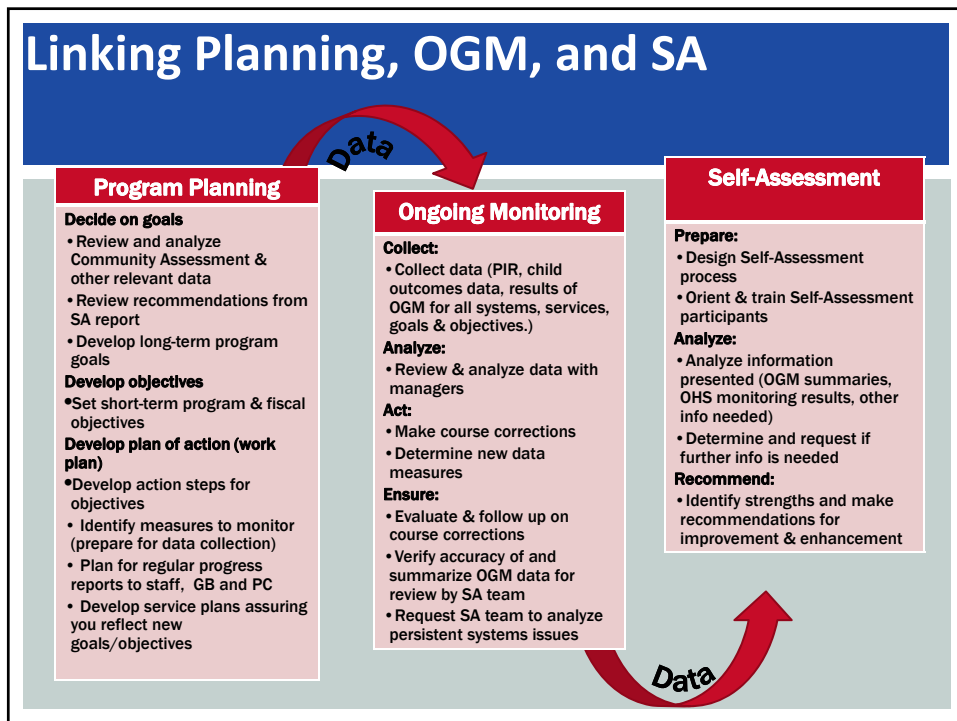 Linking Planning, OGM, and SA
Data
Program Planning
Decide on goals
•Review and analyze
Community Assessment &
other relevant data
•Review recommendations from
SA report
•Develop long-term program
goals
Develop objectives
•Set short-term program & fiscal
objectives
Develop plan of action (work
plan)
•Develop action steps for
objectives
• Identify measures to monitor
(prepare for data collection)
• Plan for regular progress
reports to staff, GB and PC
• Develop service plans assuring
you reflect new
goals/objectives
Ongoing Monitoring
Collect:
•Collect data (PIR, child
outcomes data, results of
OGM for all systems, services,
goals & objectives.)
Analyze:
•Review & analyze data with
managers
Act:
•Make course corrections
•Determine new data
measures
Ensure:
•Evaluate & follow up on
course corrections
•Verify accuracy of and
summarize OGM data for
review by SA team
•Request SA team to analyze
persistent systems issues
Self-Assessment
Prepare:
•Design Self-Assessment
process
•Orient & train Self-Assessment
participants
Analyze:
•Analyze information
presented (OGM summaries,
OHS monitoring results, other
info needed)
•Determine and request if
further info is needed
Recommend:
•Identify strengths and make
recommendations for
improvement & enhancement
Data